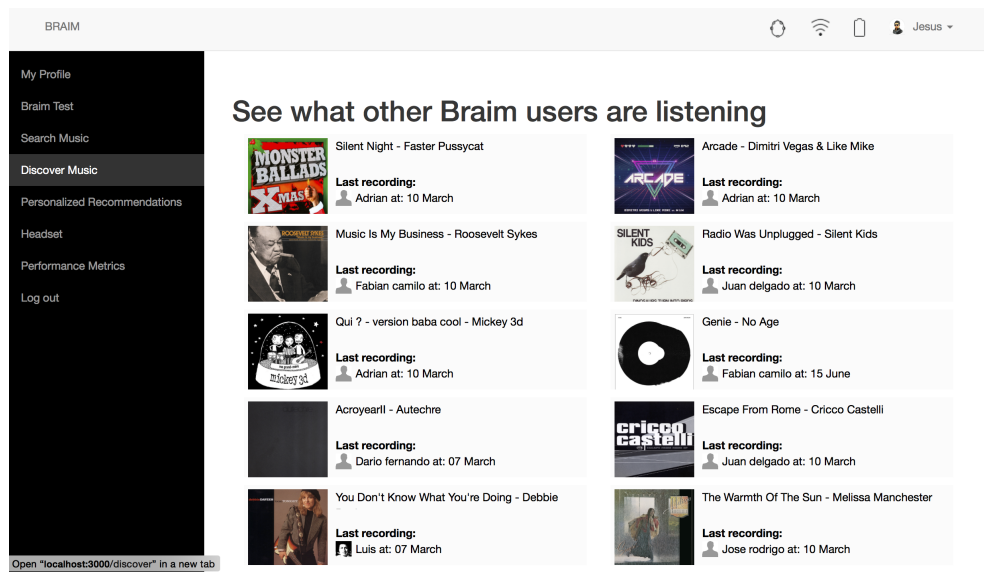 BRAIM
Jesus
My Profile
Braim Test
Search Music
Discover Music
Personalized Recommendations
Headset
Performance Metrics
Log out
See what other Braim users are listening
MONSTER
BALLADS
XMAS
Silent Night - Faster Pussycat
Last recording:
Adrian at: 10 March
ARCADE
Arcade - Dimitri Vegas & Like Mike
Last recording:
Adrian at: 10 March
ROOSEVELT SYKES
Music Is My Business - Roosevelt Sykes
Last recording:
Fabian camilo at: 10 March
SILENT
KIDS
Radio Was Unplugged - Silent Kids
Last recording:
Juan delgado at: 10 March
mickey 3d
Qui ? - version baba cool - Mickey 3d
Last recording:
Adrian at: 10 March
Genie - No Age
Last recording:
Fabian camilo at: 15 June
AcroyearII - Autechre
Last recording:
Dario fernando at: 07 March
cricco
castelli
Escape From Rome - Cricco Castelli
Last recording:
Juan delgado at: 10 March
You Don't Know What You're Doing - Debbie
Last recording:
Luis at: 07 March
The Warmth Of The Sun - Melissa Manchester
Last recording:
Jose rodrigo at: 10 March
Open "localhost:3000/discover" in a new tab